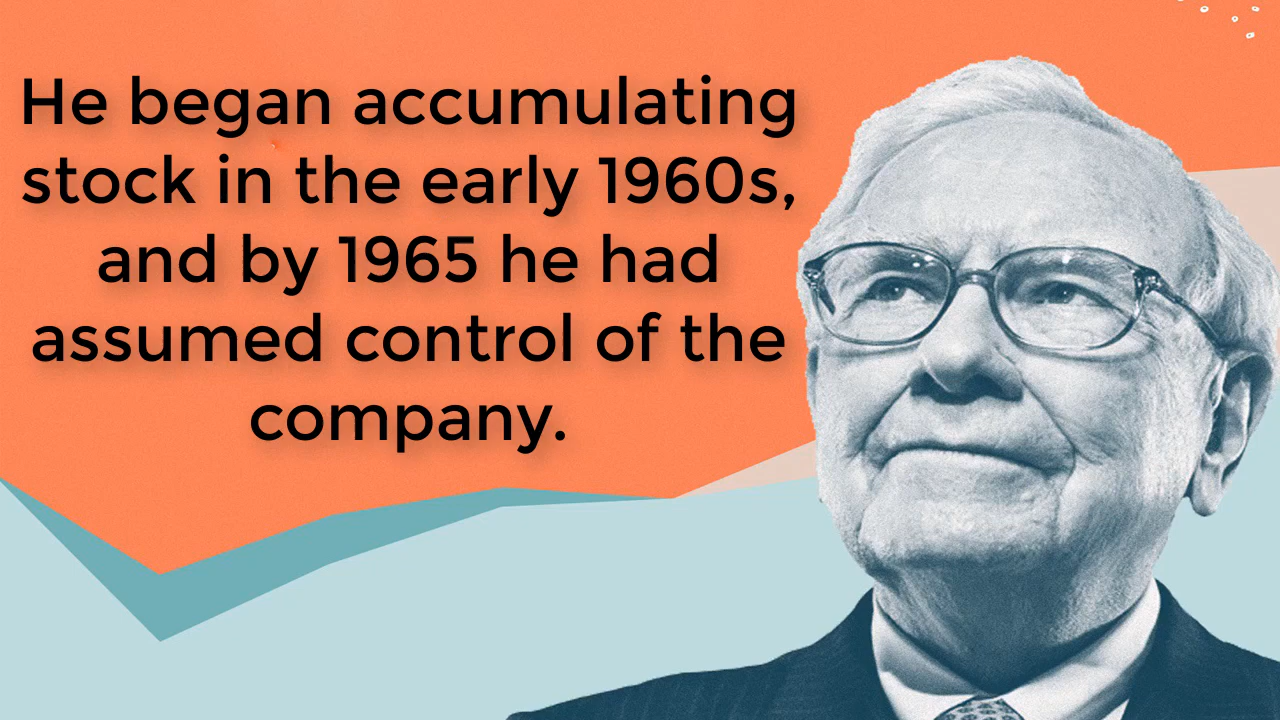 He began accumulating
stock in the early 1960s,
and by 1965 he had
assumed control of the
company.